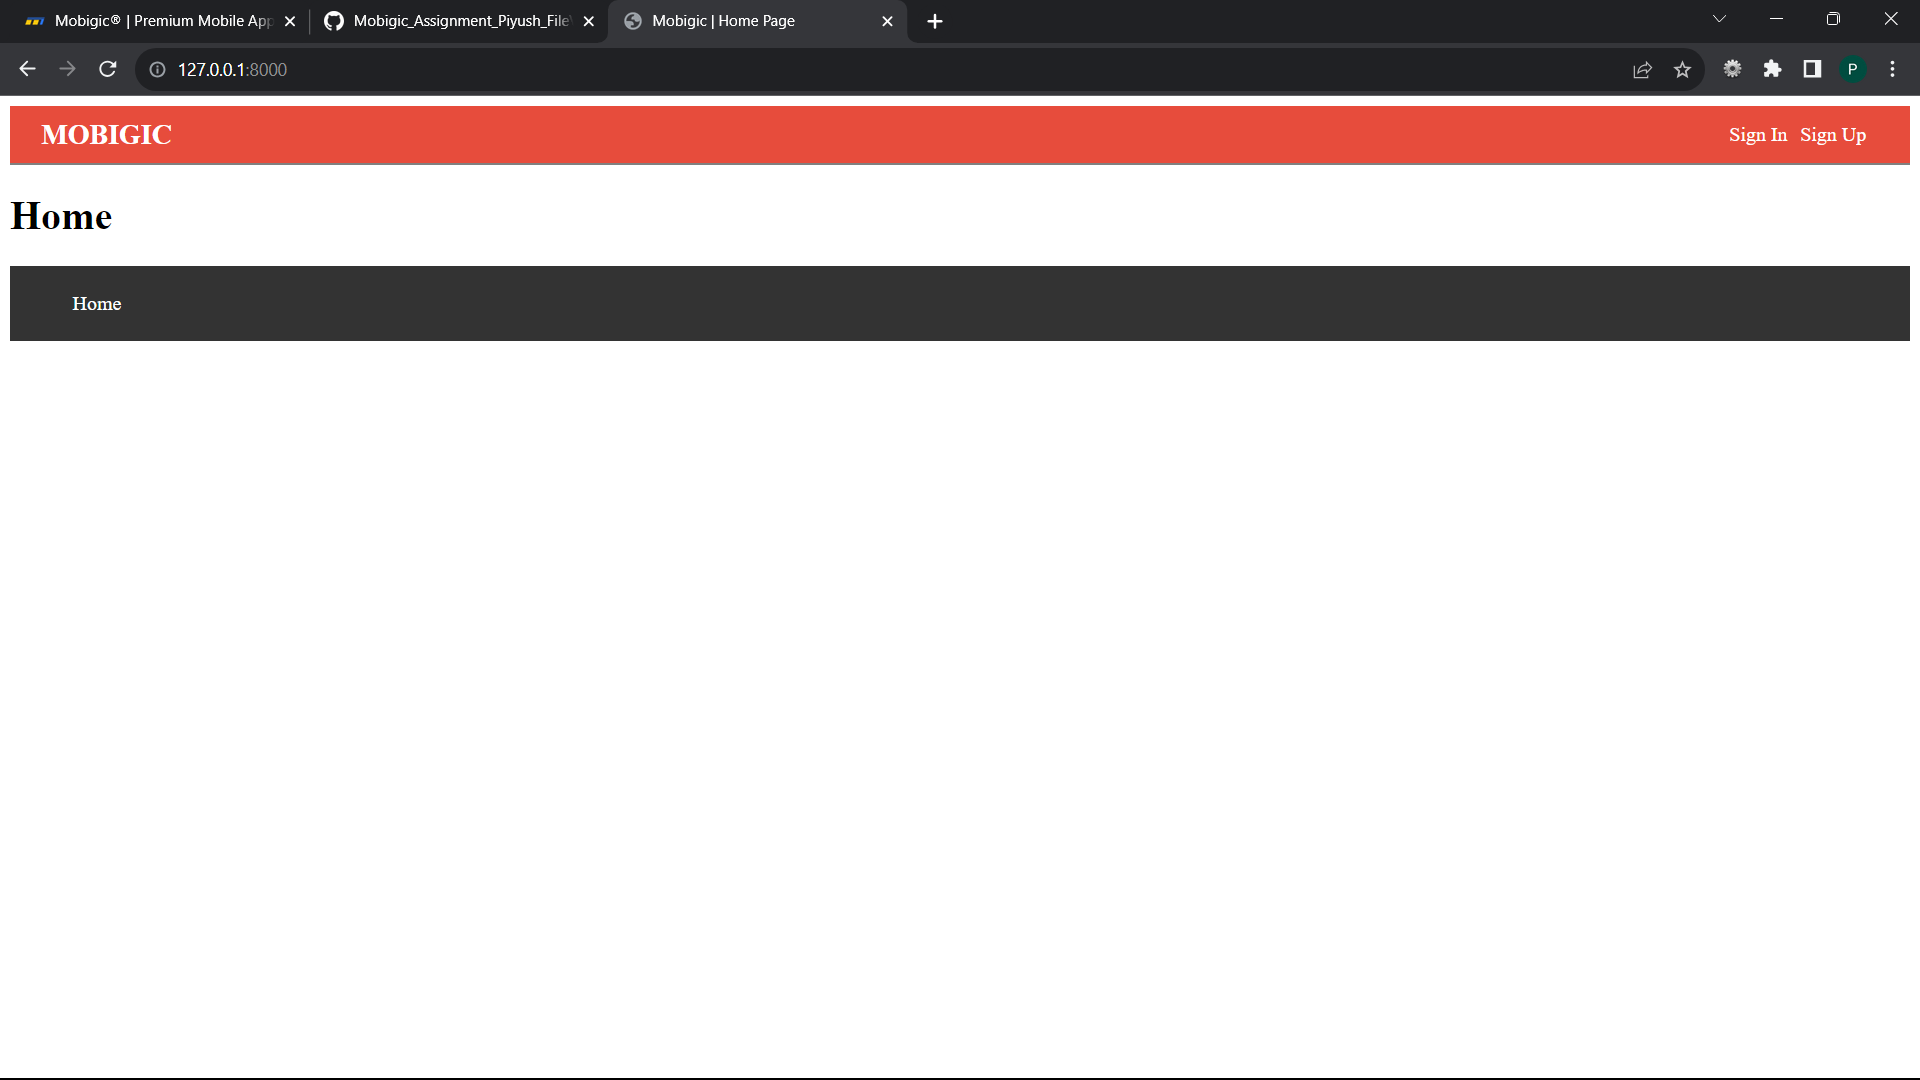 Mobigic® | Premium Mobile App
Mobigic_Assignment_Piyush_File
Mobigic | Home Page
127.0.0.1:8000
P
MOBIGIC
Sign In Sign Up
Home
Home